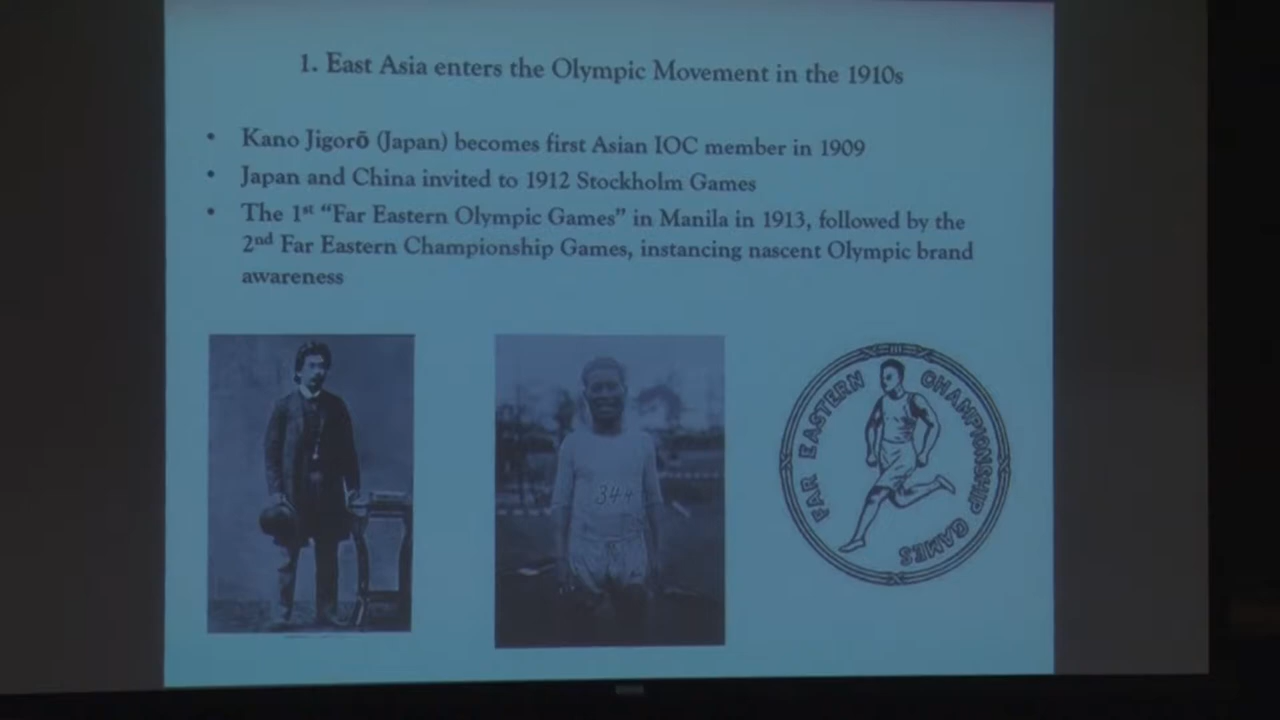 1. East Asia enters the Olympic Movement in the 1910s
• Kano Jigorō (Japan) becomes first Asian IOC member in 1909
• Japan and China invited to 1912 Stockholm Games
• The 1st “Far Eastern Olympic Games” in Manila in 1913, followed by the
2nd Far Eastern Championship Games, instancing nascent Olympic brand
awareness
344
FAR EASTERN CHAMPIONSHIP GAMES